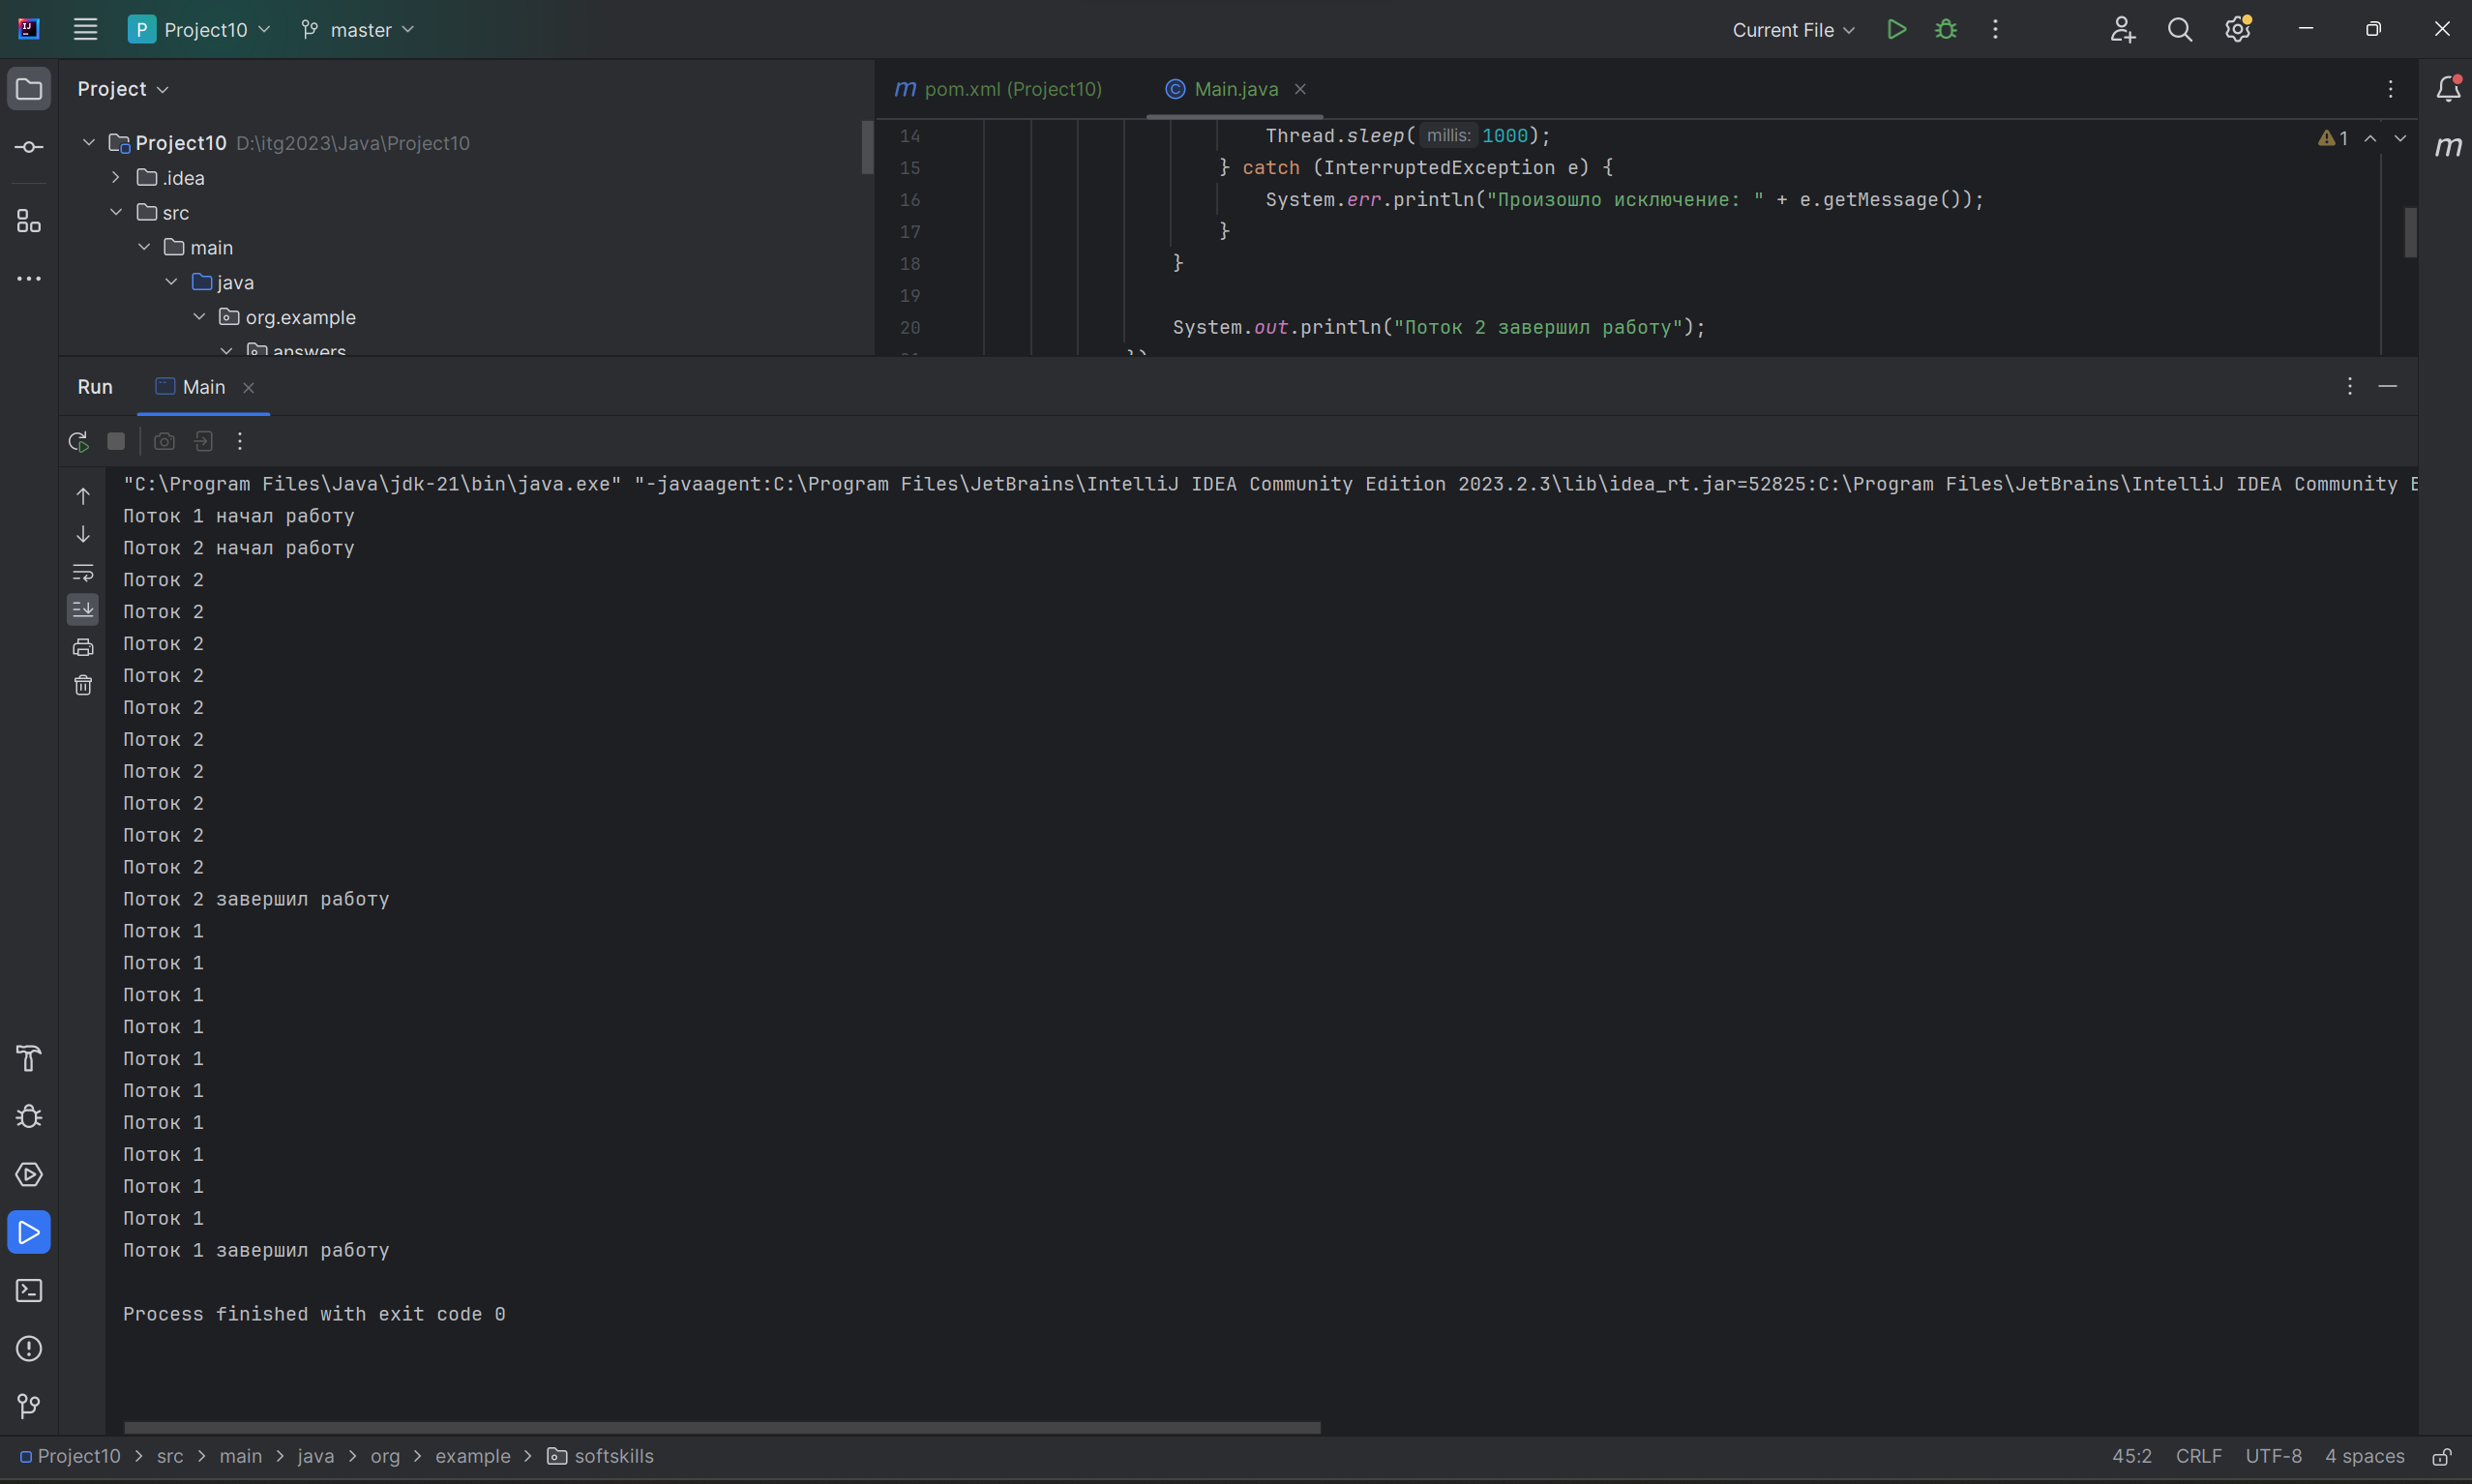 P Project10 master Current File
Project
pom.xml (Project10) Main.java
Project10 D:\itg2023\Java\Project10
.idea
src
main
java
org.example
answers
14 Thread.sleep( millis: 1000);
15 } catch (InterruptedException e) {
16 System.err.println("Произошло исключение: " + e.getMessage());
17 }
18 }
19
20 System.out.println("Поток 2 завершил работу");
1
Run Main
"C:\Program Files\Java\jdk-21\bin\java.exe" "-javaagent:C:\Program Files\JetBrains\IntelliJ IDEA Community Edition 2023.2.3\lib\idea_rt.jar=52825:C:\Program Files\JetBrains\IntelliJ IDEA Community E
Поток 1 начал работу
Поток 2 начал работу
Поток 2
Поток 2
Поток 2
Поток 2
Поток 2
Поток 2
Поток 2
Поток 2
Поток 2
Поток 2
Поток 2 завершил работу
Поток 1
Поток 1
Поток 1
Поток 1
Поток 1
Поток 1
Поток 1
Поток 1
Поток 1
Поток 1
Поток 1 завершил работу
Process finished with exit code 0
Project10 > src > main > java > org > example > softskills 45:2 CRLF UTF-8 4 spaces